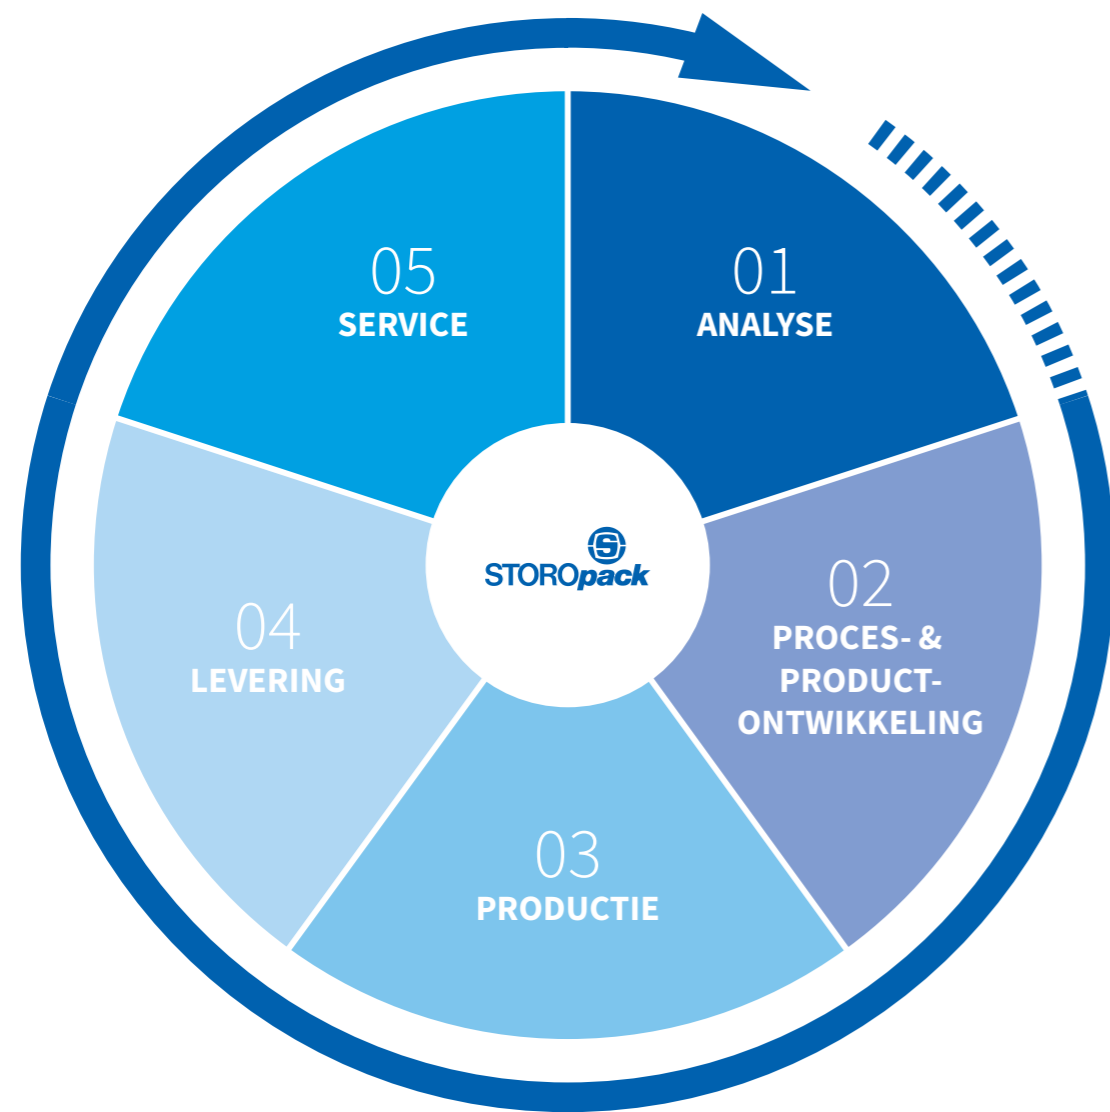 01
ANALYSE
02
PROCES- &
PRODUCT-
ONTWIKKELING
03
PRODUCTIE
04
LEVERING
05
SERVICE
S
STOROpack